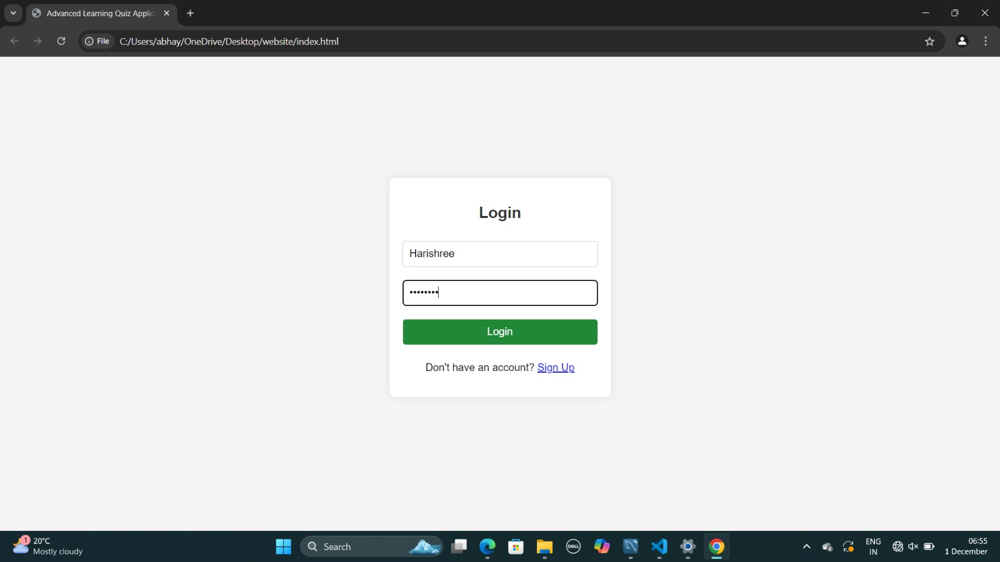 Advanced Learning Quiz Applic
File
C:/Users/abhay/OneDrive/Desktop/website/index.html
Login
Harishree
••••••••
Login
Don't have an account? Sign Up
1
20°C
Mostly cloudy
Search
DELL
ENG
IN
06:55
1 December